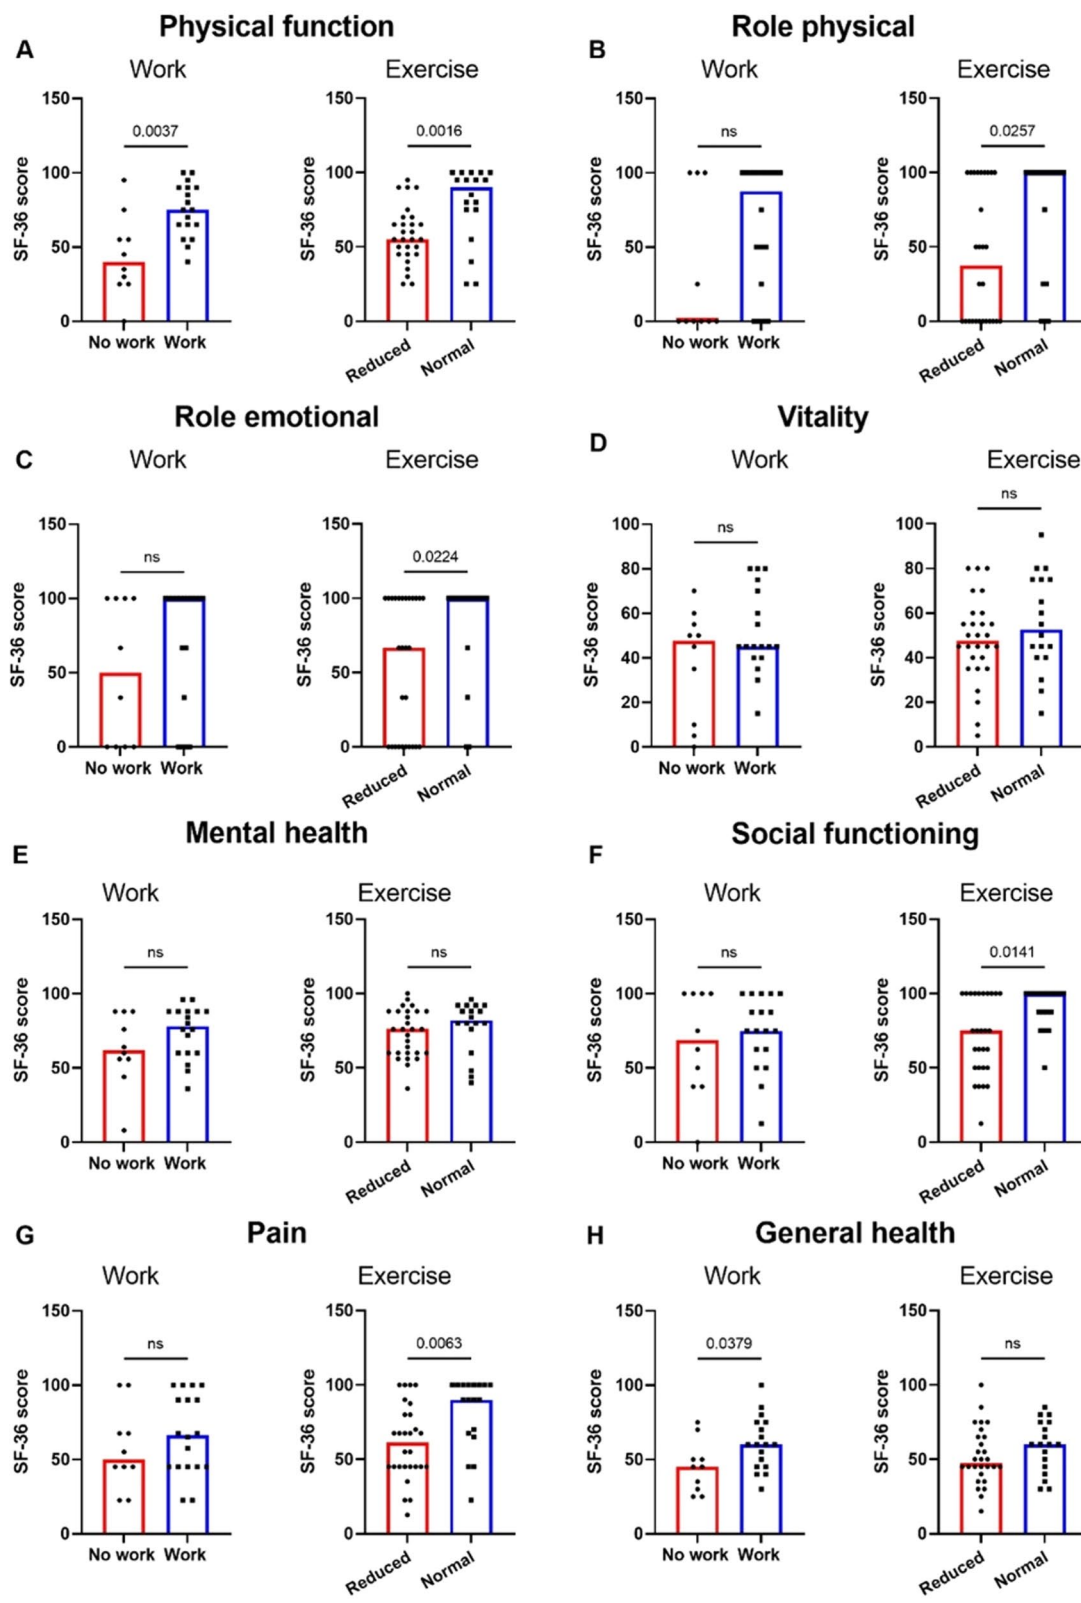 Physical function
A
Work
Exercise
SF-36 score
150
100
50
0
0.0037
No work Work
SF-36 score
150
100
50
0
0.0016
Reduced
Normal
Role physical
B
Work
Exercise
SF-36 score
150
100
50
0
ns
No work Work
SF-36 score
150
100
50
0
0.0257
Reduced
Normal
Role emotional
C
Work
Exercise
SF-36 score
150
100
50
0
ns
No work Work
SF-36 score
150
100
50
0
0.0224
Reduced
Normal
Vitality
D
Work
Exercise
SF-36 score
100
80
60
40
20
0
ns
No work Work
SF-36 score
100
80
60
40
20
0
ns
Reduced
Normal
Mental health
E
Work
Exercise
SF-36 score
150
100
50
0
ns
No work Work
SF-36 score
150
100
50
0
ns
Reduced
Normal
Social functioning
F
Work
Exercise
SF-36 score
150
100
50
0
ns
No work Work
SF-36 score
150
100
50
0
0.0141
Reduced
Normal
G
Pain
Work
Exercise
SF-36 score
150
100
50
0
ns
No work Work
SF-36 score
150
100
50
0
0.0063
Reduced
Normal
H
General health
Work
Exercise
SF-36 score
150
100
50
0
0.0379
No work Work
SF-36 score
150
100
50
0
ns
Reduced
Normal